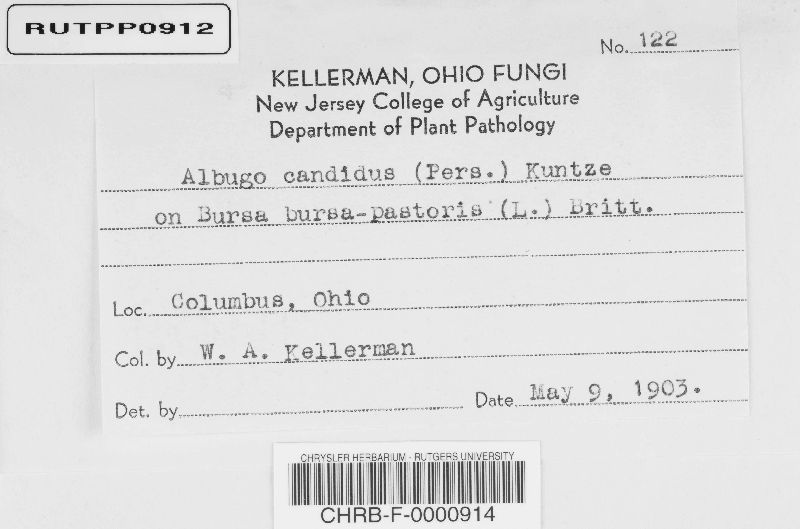 RUTPP0912
No. 122
KELLERMAN, OHIO FUNGI
New Jersey College of Agriculture
Department of Plant Pathology
Albugo candidus (Pers.) Kuntze
on Bursa bursa-pastoris (L.) Britt.
Loc. Columbus, Ohio
Col. by W. A. Kellerman
Det. by Date May 9, 1903.
CHRYSLER HERBARIUM - RUTGERS UNIVERSITY
CHRB-F-0000914